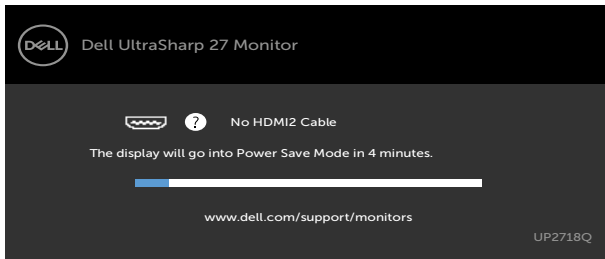 DELL Dell UltraSharp 27 Monitor
? No HDMI2 Cable
The display will go into Power Save Mode in 4 minutes.
www.dell.com/support/monitors
UP2718Q